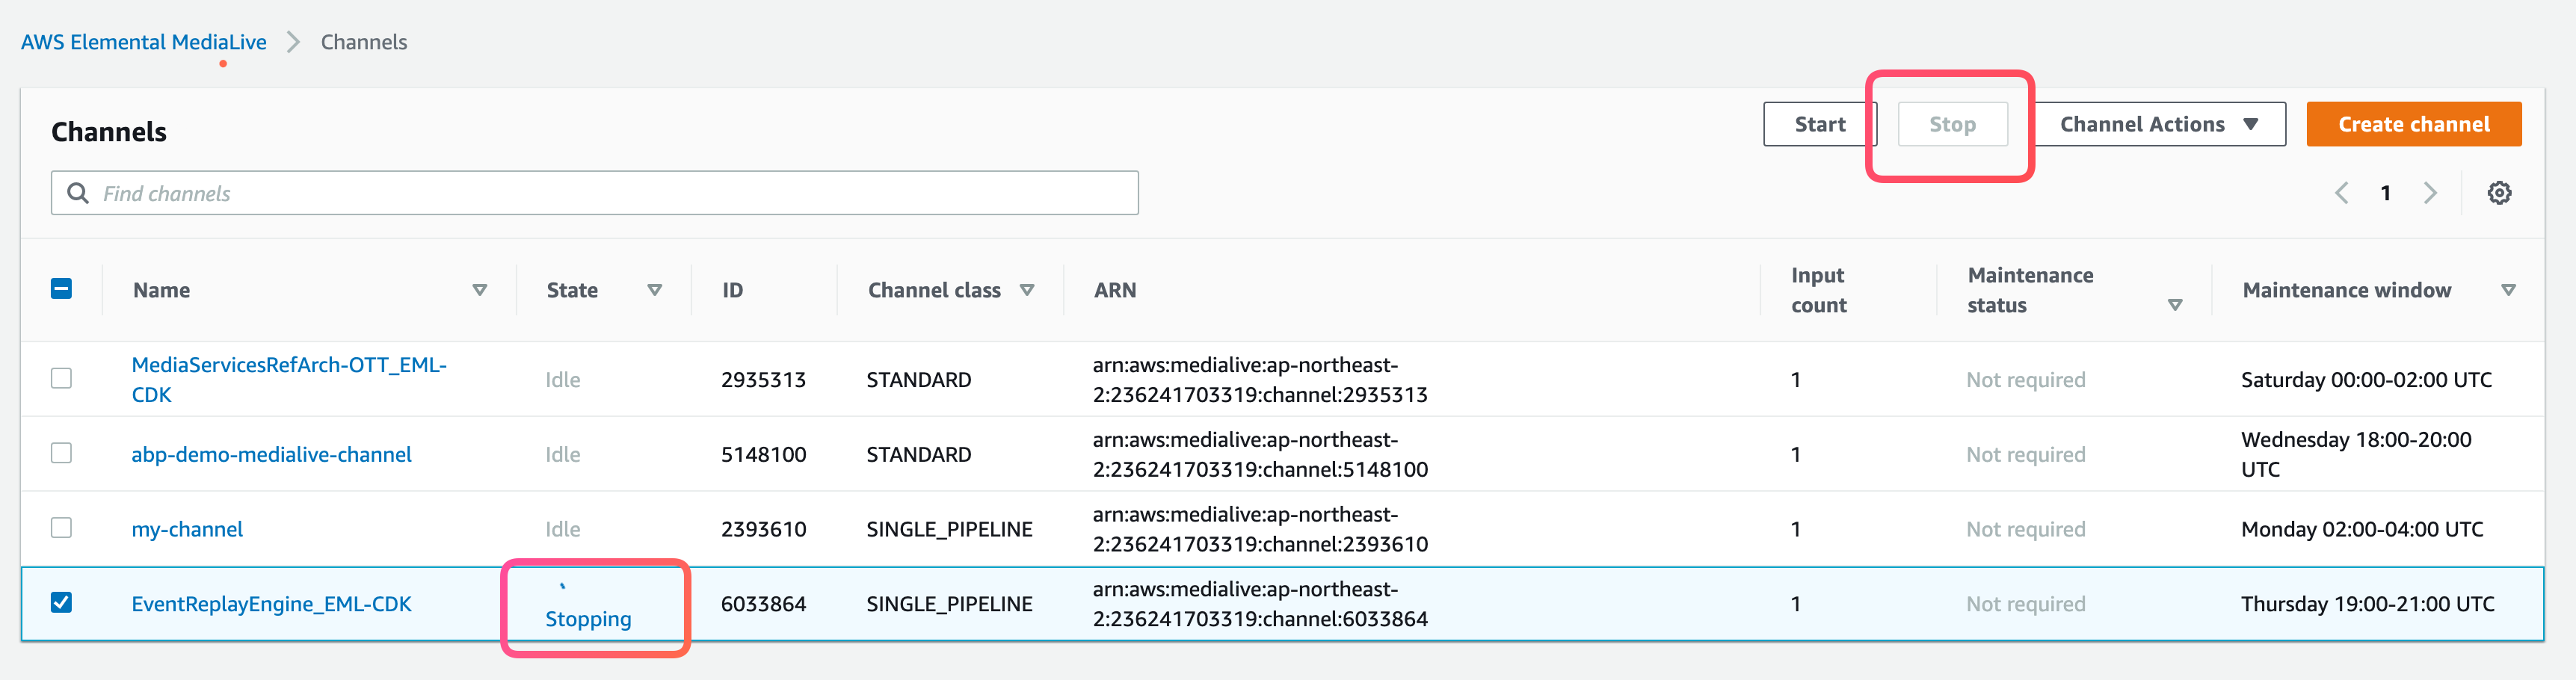 AWS Elemental MediaLive > Channels
Channels
Start
Stop
Channel Actions
Create channel
Find channels
1
Name State ID Channel class ARN Input count Maintenance status Maintenance window
MediaServicesRefArch-OTT_EML-
CDK
Idle
2935313
STANDARD
arn:aws:medialive:ap-northeast-
2:236241703319:channel:2935313
1
Not required
Saturday 00:00-02:00 UTC
abp-demo-medialive-channel
Idle
5148100
STANDARD
arn:aws:medialive:ap-northeast-
2:236241703319:channel:5148100
1
Not required
Wednesday 18:00-20:00
UTC
my-channel
Idle
2393610
SINGLE_PIPELINE
arn:aws:medialive:ap-northeast-
2:236241703319:channel:2393610
1
Not required
Monday 02:00-04:00 UTC
EventReplayEngine_EML-CDK
Stopping
6033864
SINGLE_PIPELINE
arn:aws:medialive:ap-northeast-
2:236241703319:channel:6033864
1
Not required
Thursday 19:00-21:00 UTC